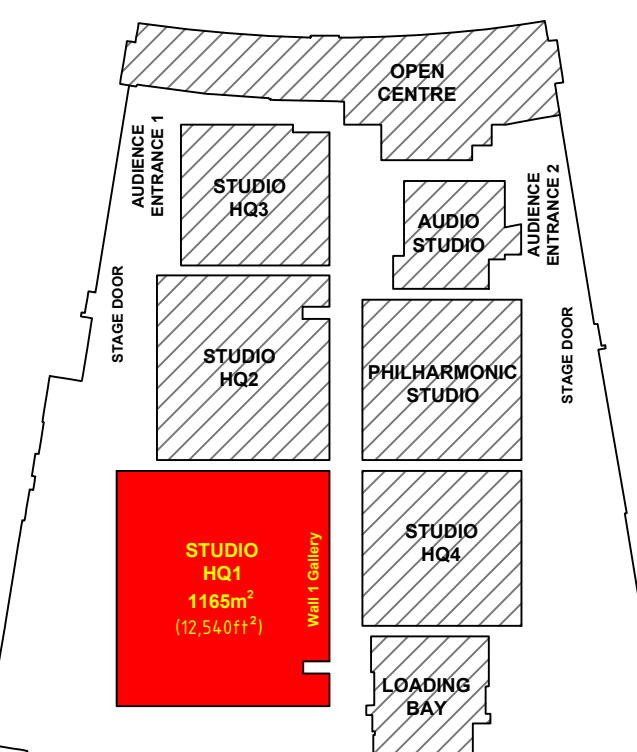 OPEN
CENTRE
AUDIENCE
ENTRANCE 1
STUDIO
HQ3
AUDIO
STUDIO
AUDIENCE
ENTRANCE 2
STAGE DOOR
STUDIO
HQ2
PHILHARMONIC
STUDIO
STAGE DOOR
STUDIO
HQ1
1165m²
(12,540ft²)
Wall 1 Gallery
STUDIO
HQ4
LOADING
BAY